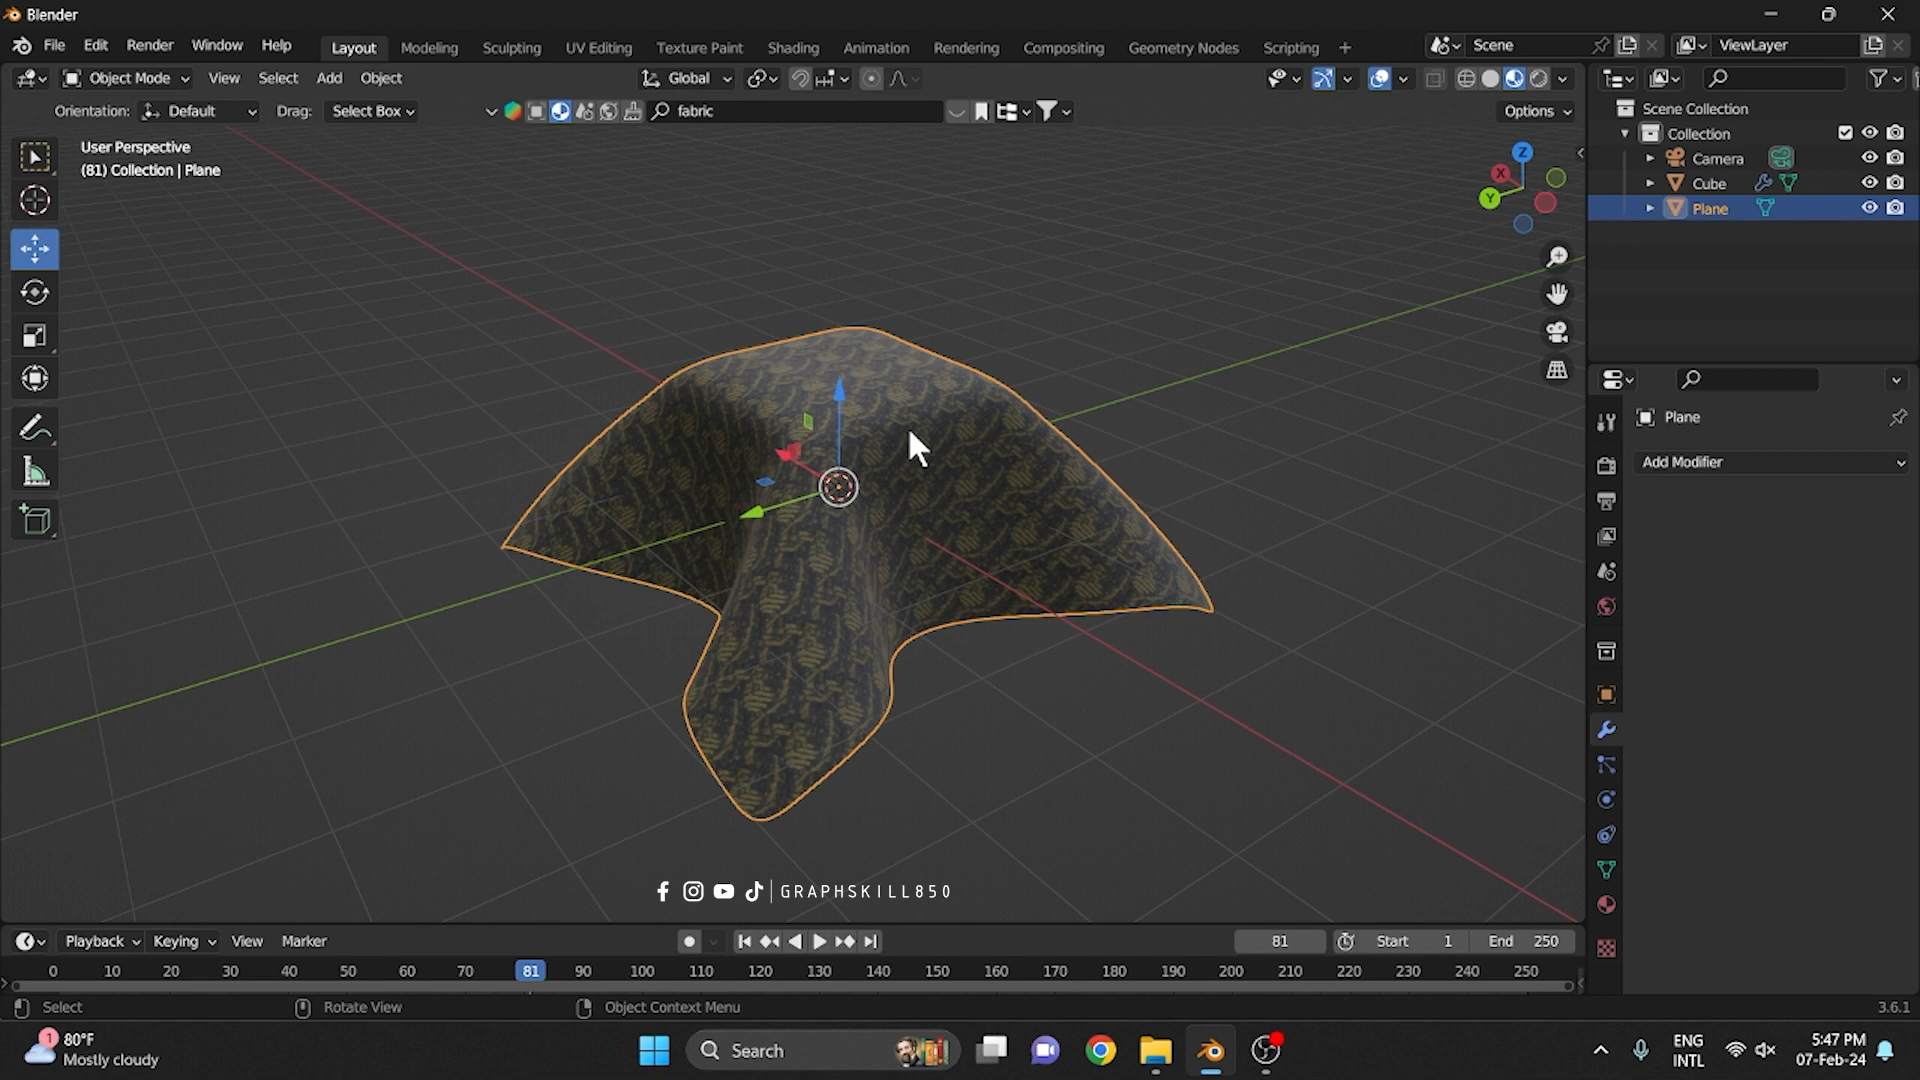 Blender
File Edit Render Window Help Layout Modeling Sculpting UV Editing Texture Paint Shading Animation Rendering Compositing Geometry Nodes Scripting + Scene ViewLayer
Object Mode View Select Add Object Global
Orientation: Default Drag: Select Box fabric Options
User Perspective
(81) Collection | Plane
Z
X
Y
Scene Collection
Collection
Camera
Cube
Plane
Plane
Add Modifier
GRAPHSKILL850
Playback Keying View Marker 81 Start 1 End 250
0 10 20 30 40 50 60 70 81 90 100 110 120 130 140 150 160 170 180 190 200 210 220 230 240 250
Select Rotate View Object Context Menu 3.6.1
1 80°F
Mostly cloudy
Search
ENG
INTL
5:47 PM
07-Feb-24